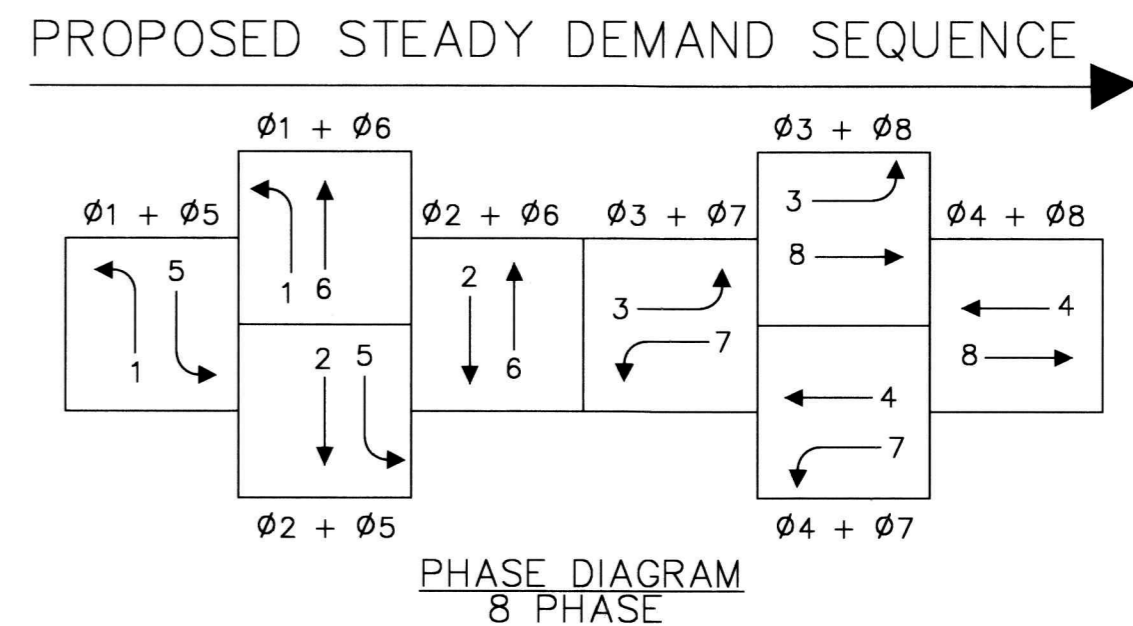 PROPOSED STEADY DEMAND SEQUENCE
Ø1 + Ø6
Ø3 + Ø8
Ø1 + Ø5
Ø2 + Ø6
Ø3 + Ø7
Ø4 + Ø8
1
5
1
6
2
5
2
6
3
7
3
8
4
7
4
8
Ø2 + Ø5
Ø4 + Ø7
PHASE DIAGRAM
8 PHASE